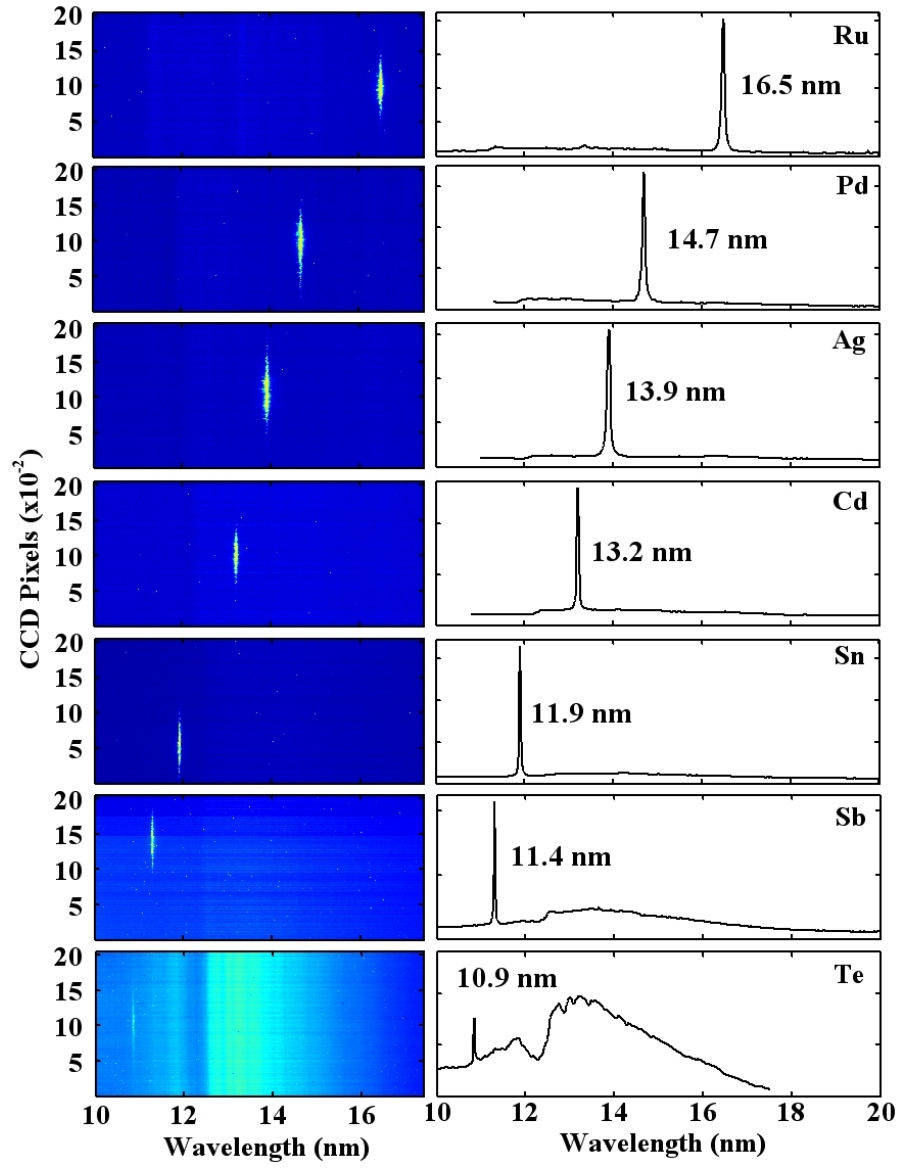 20
15
10
5
Ru
16.5 nm
20
15
10
5
Pd
14.7 nm
20
15
10
5
Ag
13.9 nm
20
15
10
5
Cd
13.2 nm
CCD Pixels (x10-2)
20
15
10
5
Sn
11.9 nm
20
15
10
5
Sb
11.4 nm
20
15
10
5
Te
10.9 nm
10 12 14 16 10 12 14 16 18 20
Wavelength (nm) Wavelength (nm)